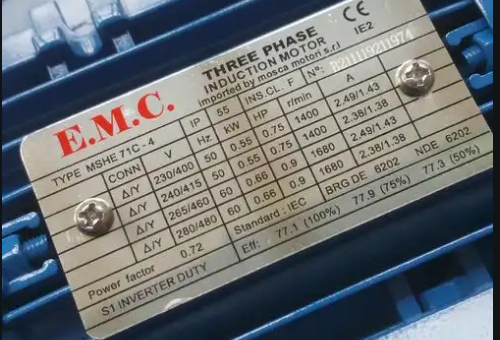 E.M.C.
THREE PHASE
INDUCTION MOTOR
imported by mosca motori s.r.l
CE
IE2
TYPE MSHE 71C - 4 IP 55 INS CL. F N°: B211119211974
CONN V Hz kW HP r/min A
Δ/Y 230/400 50 0.55 0.75 1400 2.49/1.43
Δ/Y 240/415 50 0.55 0.75 1400 2.38/1.38
Δ/Y 265/460 60 0.66 0.9 1680 2.49/1.43
Δ/Y 280/480 60 0.66 0.9 1680 2.38/1.38
Power factor 0.72 Standard : IEC BRG DE 6202 NDE 6202
S1 INVERTER DUTY Eff: 77.1 (100%) 77.9 (75%) 77.3 (50%)